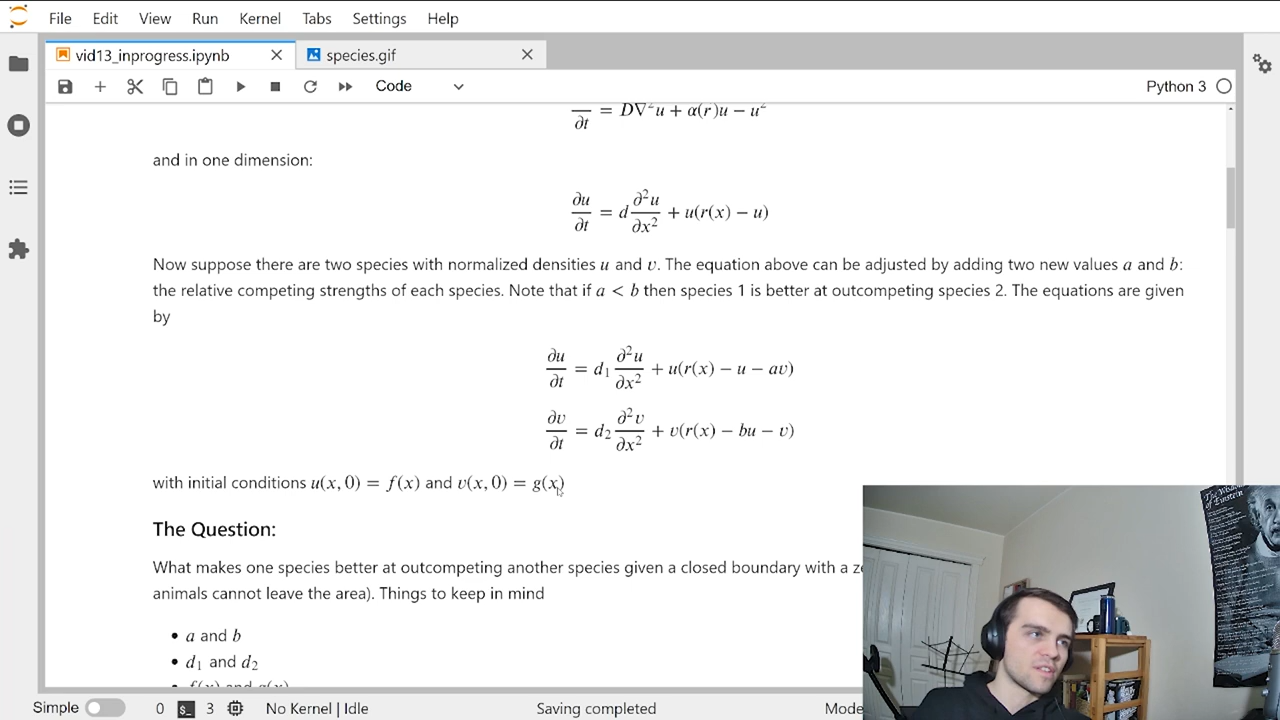 File Edit View Run Kernel Tabs Settings Help
vid13_inprogress.ipynb species.gif
Code Python 3
∂t = D∇²u + α(r)u − u²
and in one dimension:
∂u/∂t = d ∂²u/∂x² + u(r(x) − u)
Now suppose there are two species with normalized densities u and v. The equation above can be adjusted by adding two new values a and b:
the relative competing strengths of each species. Note that if a < b then species 1 is better at outcompeting species 2. The equations are given
by
∂u/∂t = d₁ ∂²u/∂x² + u(r(x) − u − av)
∂v/∂t = d₂ ∂²v/∂x² + v(r(x) − bu − v)
with initial conditions u(x, 0) = f(x) and v(x, 0) = g(x)
The Question:
What makes one species better at outcompeting another species given a closed boundary with a
animals cannot leave the area). Things to keep in mind
• a and b
• d₁ and d₂
• f(x) and g(x)
The Wisdom
of Einstein
Simple 0 $_ 3 No Kernel | Idle Saving completed Mode